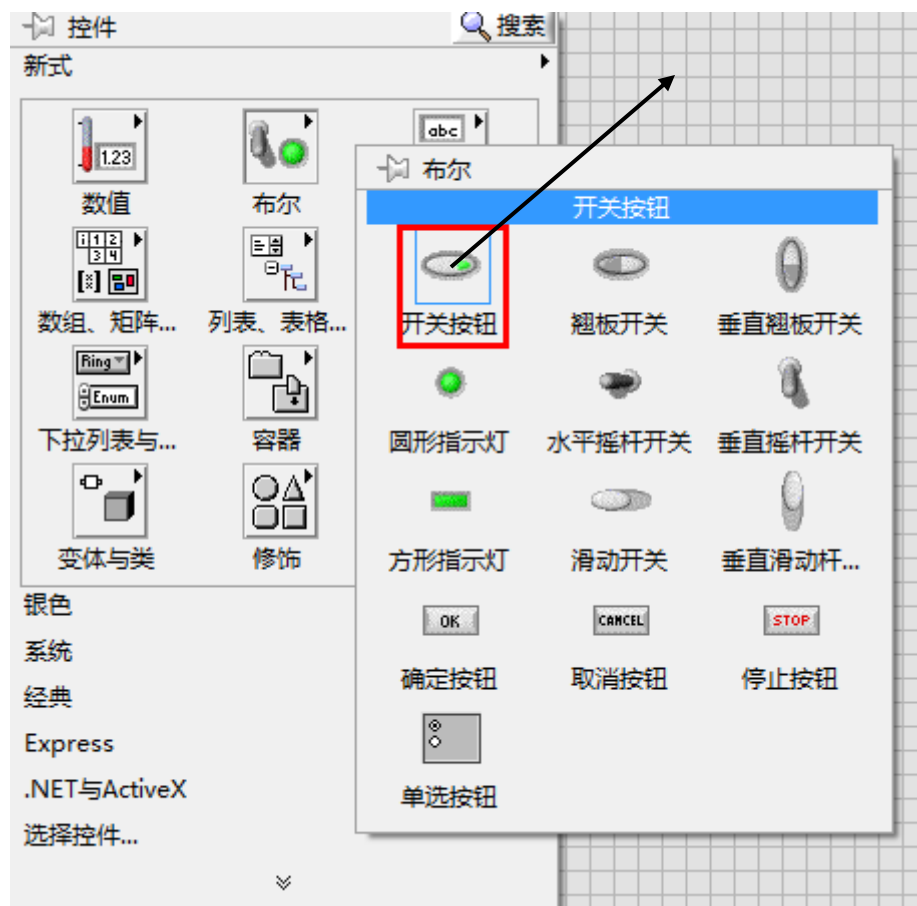 控件
搜索
新式
1.23
abc
数值
布尔
1 2
3 4
数组、矩阵...
列表、表格...
Ring
Enum
下拉列表与...
容器
变体与类
修饰
银色
系统
经典
Express
.NET与ActiveX
选择控件...
布尔
开关按钮
开关按钮
翘板开关
垂直翘板开关
圆形指示灯
水平摇杆开关
垂直摇杆开关
方形指示灯
滑动开关
垂直滑动杆...
OK
CANCEL
STOP
确定按钮
取消按钮
停止按钮
单选按钮